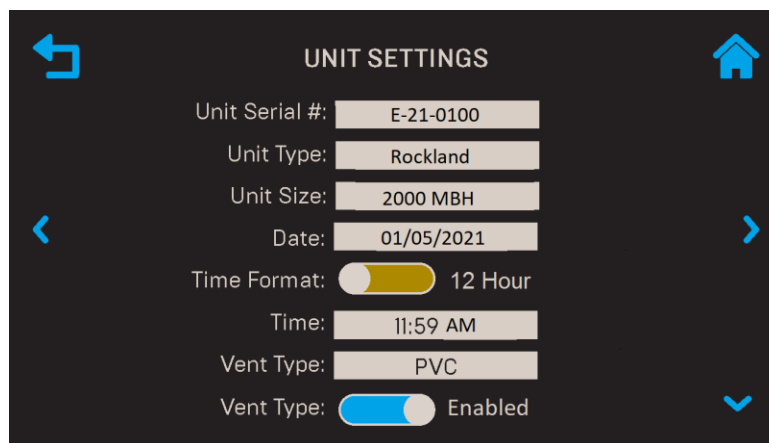 UNIT SETTINGS
Unit Serial #: E-21-0100
Unit Type: Rockland
Unit Size: 2000 MBH
Date: 01/05/2021
Time Format: 12 Hour
Time: 11:59 AM
Vent Type: PVC
Vent Type: Enabled